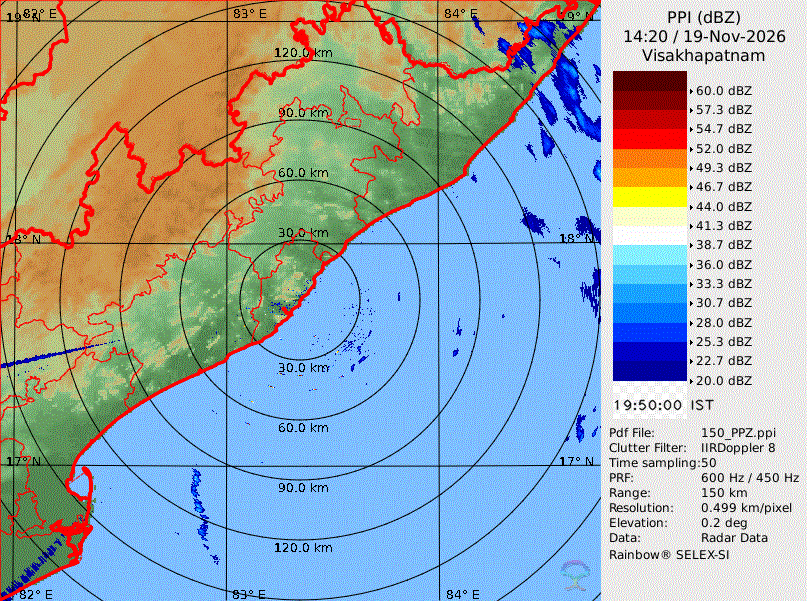 82° E
83° E
84° E
19° N
19° N
120.0 km
90.0 km
60.0 km
30.0 km
18° N
18° N
30.0 km
60.0 km
17° N
17° N
90.0 km
120.0 km
82° E
83° E
84° E
PPI (dBZ)
14:20 / 19-Nov-2026
Visakhapatnam
60.0 dBZ
57.3 dBZ
54.7 dBZ
52.0 dBZ
49.3 dBZ
46.7 dBZ
44.0 dBZ
41.3 dBZ
38.7 dBZ
36.0 dBZ
33.3 dBZ
30.7 dBZ
28.0 dBZ
25.3 dBZ
22.7 dBZ
20.0 dBZ
19:50:00 IST
Pdf File: 150_PPZ.ppi
Clutter Filter: IIRDoppler 8
Time sampling:50
PRF: 600 Hz / 450 Hz
Range: 150 km
Resolution: 0.499 km/pixel
Elevation: 0.2 deg
Data: Radar Data
Rainbow® SELEX-SI